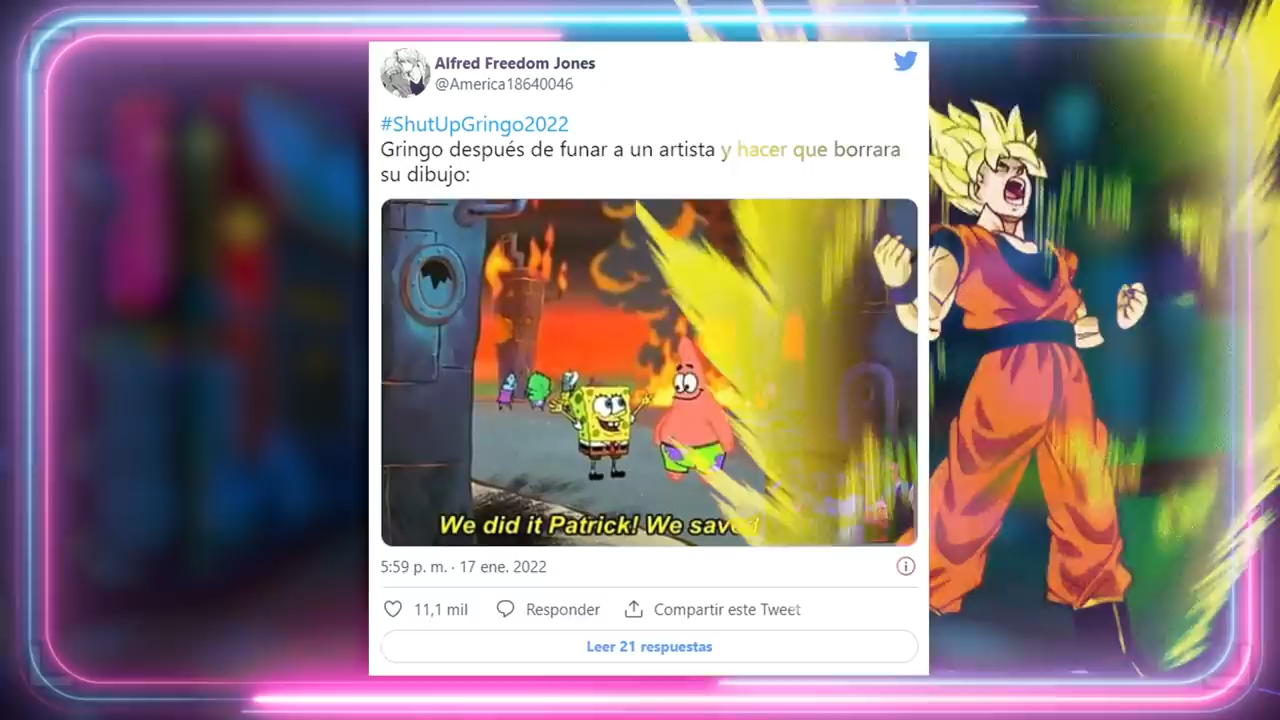 Alfred Freedom Jones
@America18640046
#ShutUpGringo2022
Gringo después de funar a un artista y hacer que borrara
su dibujo:
We did it Patrick! We saved
5:59 p. m. · 17 ene. 2022
11,1 mil Responder Compartir este Tweet
Leer 21 respuestas